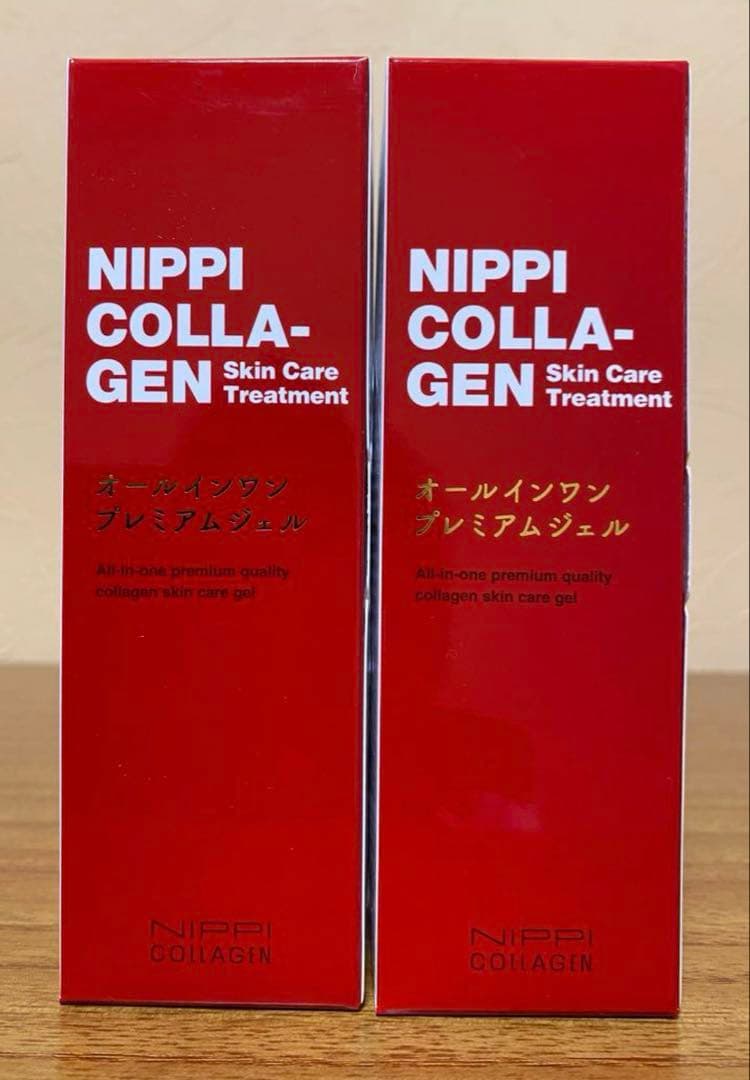 NIPPI
COLLA-
GEN Skin Care
Treatment
オールインワン
プレミアムジェル
All-in-one premium quality
collagen skin care gel
NIPPI
COLLAGEN
NIPPI
COLLA-
GEN Skin Care
Treatment
オールインワン
プレミアムジェル
All-in-one premium quality
collagen skin care gel
NIPPI
COLLAGEN